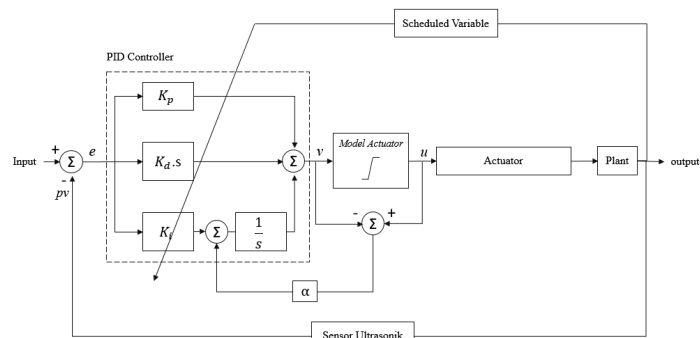 Scheduled Variable
PID Controller
K_p
Input
+
Σ
-
pv
e
K_d.s
Σ
v
Model Actuator
u
Actuator
Plant
output
K_i
Σ
1
s
-
Σ
+
α
Sensor Ultrasonik